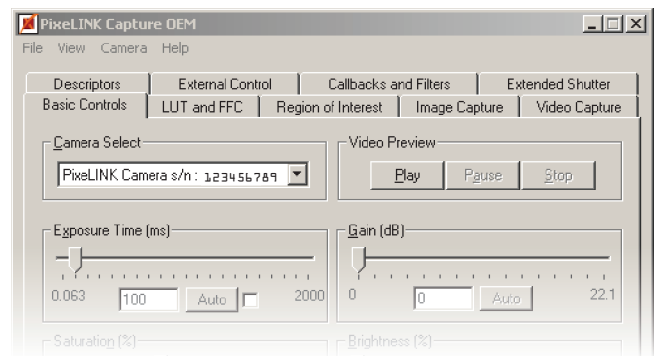 PixeLINK Capture OEM
File View Camera Help
Descriptors External Control Callbacks and Filters Extended Shutter
Basic Controls LUT and FFC Region of Interest Image Capture Video Capture
Camera Select
PixeLINK Camera s/n: 123456789
Video Preview
Play Pause Stop
Exposure Time (ms)
0.063 100 Auto 2000
Gain (dB)
0 0 Auto 22.1
Saturation (%)
Brightness (%)